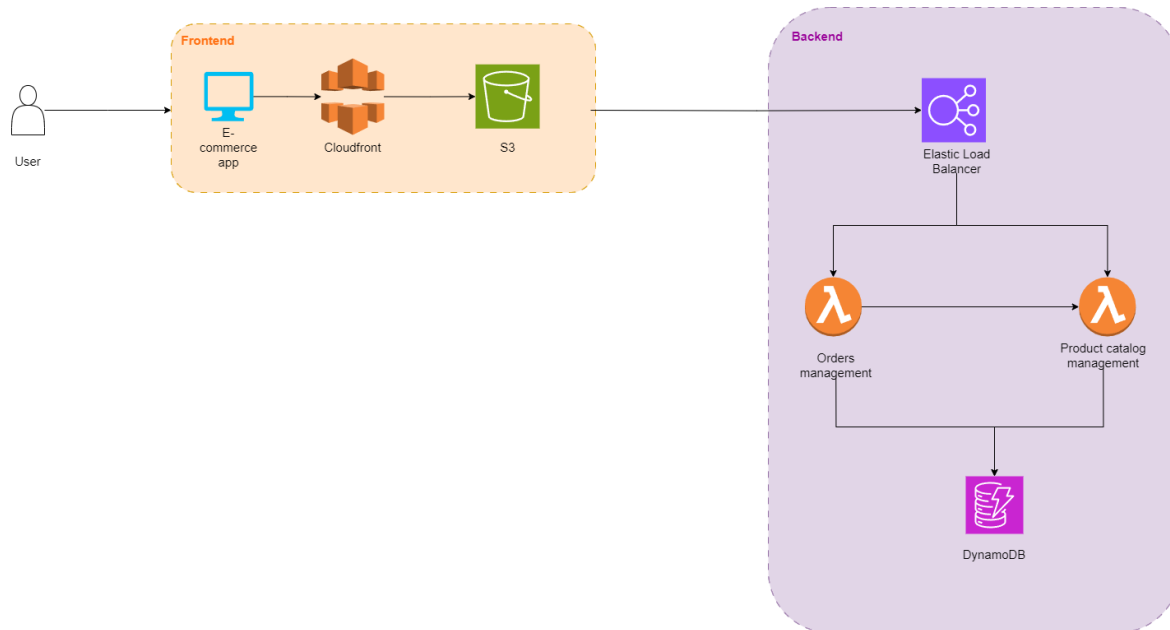 Frontend
Backend
E-
commerce
app
Cloudfront
S3
User
Elastic Load
Balancer
Orders
management
Product catalog
management
DynamoDB